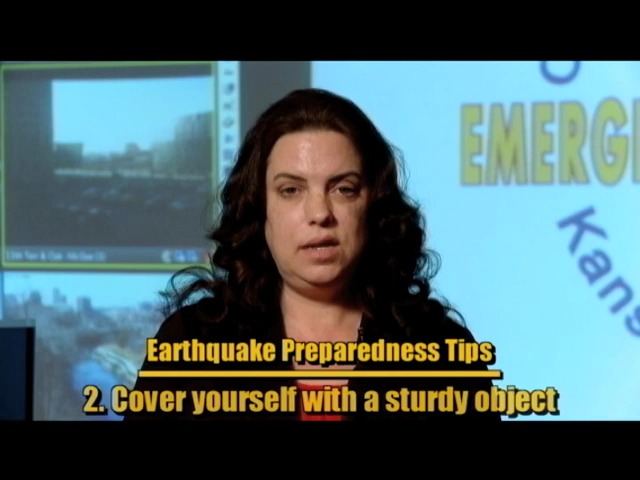 EMERG
Kans
Earthquake Preparedness Tips
2. Cover yourself with a sturdy object